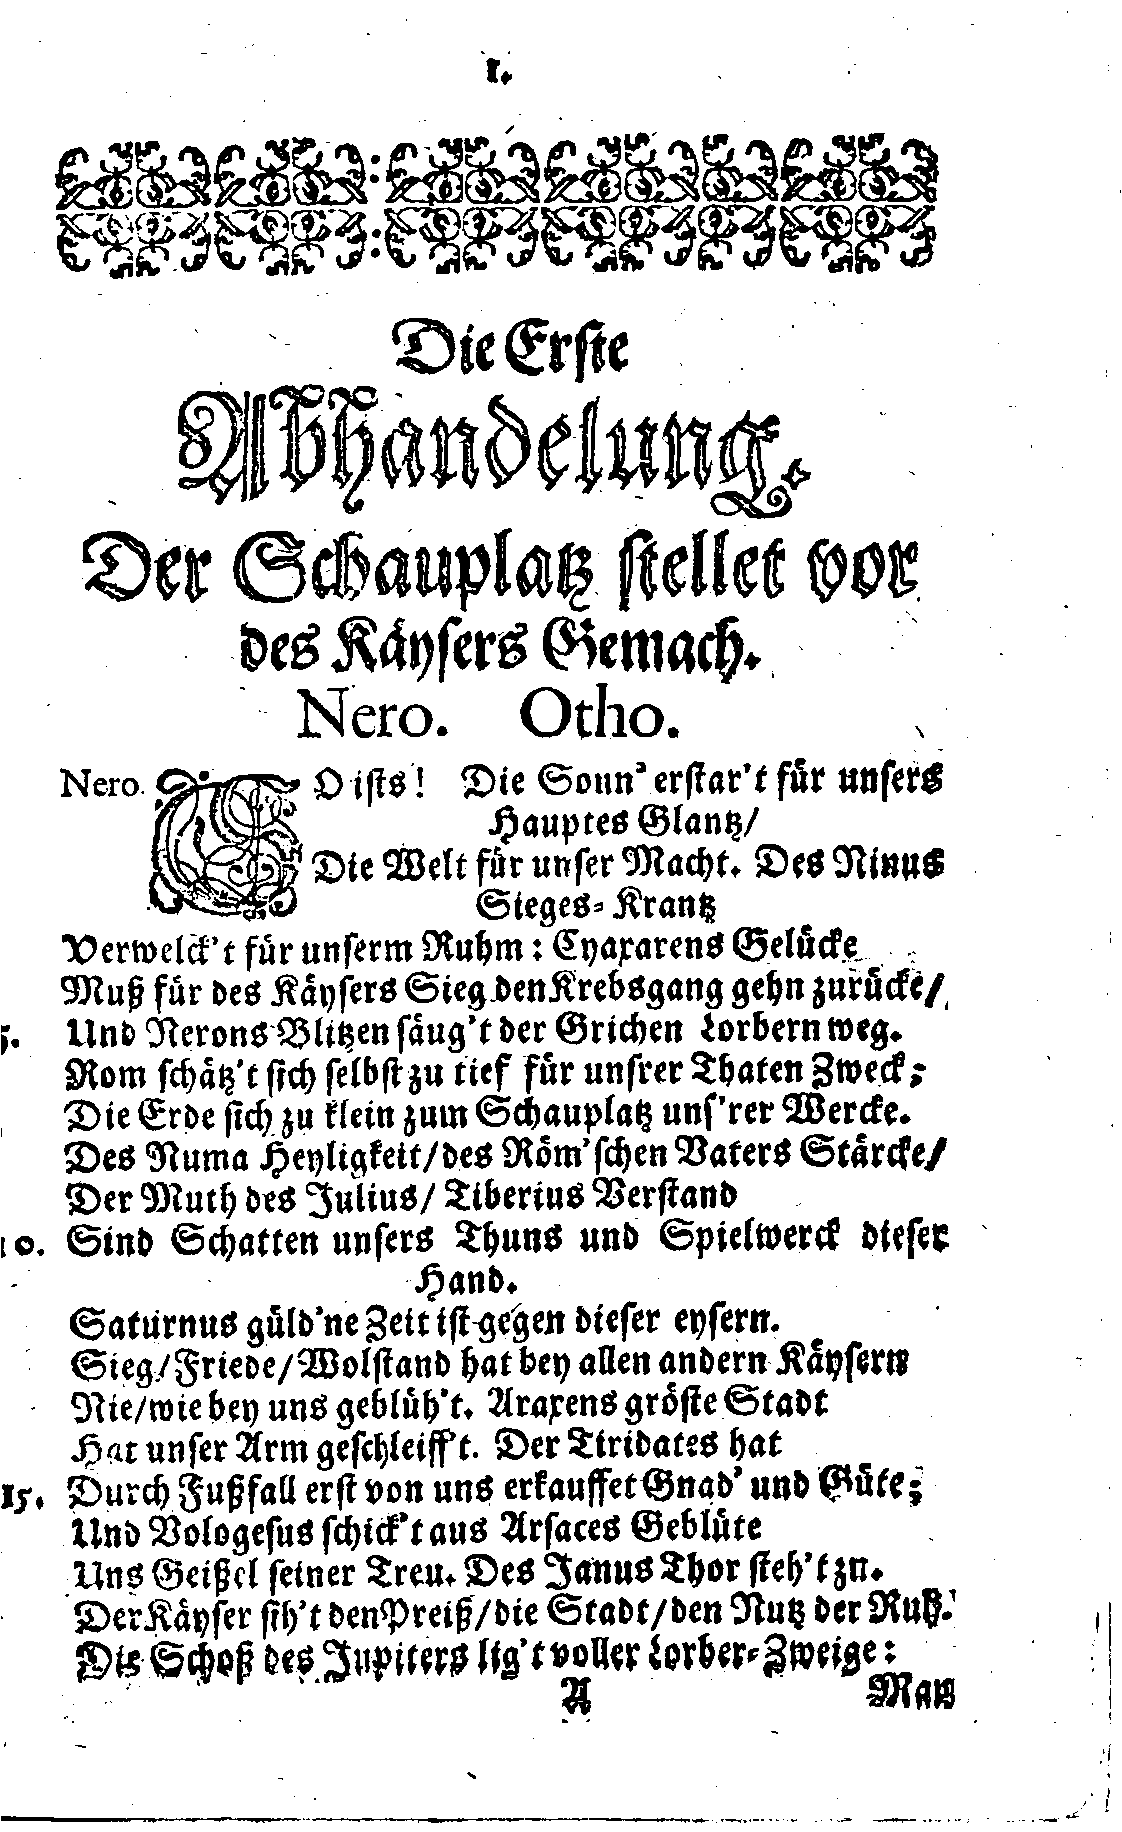 1.
Die Erste
Abhandelung.
Der Schauplatz stellet vor
des Käysers Gemach.
Nero. Otho.
Nero. SO ists! Die Sonn' erstar't für unsers
Hauptes Glantz/
Die Welt für unser Macht. Des Ninus
Sieges-Krantz
Verwelck't für unserm Ruhm: Cyaxarens Gelücke
Muß für des Käysers Sieg den Krebsgang gehn zurücke/
5. Und Nerons Blitzen säug't der Grichen Lorbern weg.
Rom schätz't sich selbst zu tief für unsrer Thaten Zweck;
Die Erde sich zu klein zum Schauplatz uns'rer Wercke.
Des Numa Heyligkeit/des Röm'schen Vaters Stärcke/
Der Muth des Julius/ Tiberius Verstand
10. Sind Schatten unsers Thuns und Spielwerck dieser
Hand.
Saturnus güld'ne Zeit ist gegen dieser eysern.
Sieg/Friede/Wolstand hat bey allen andern Käysern
Nie/wie bey uns geblüh't. Araxens gröste Stadt
Hat unser Arm geschleifft. Der Tiridates hat
15. Durch Fußfall erst von uns erkauffet Gnad' und Güte;
Und Vologesus schick't aus Arsaces Geblüte
Uns Geißel seiner Treu. Des Janus Thor steh't zu.
Der Käyser sih't den Preiß/die Stadt/den Nutz der Ruh.
Die Schoß des Jupiters lig't voller Lorber-Zweige:
A Man